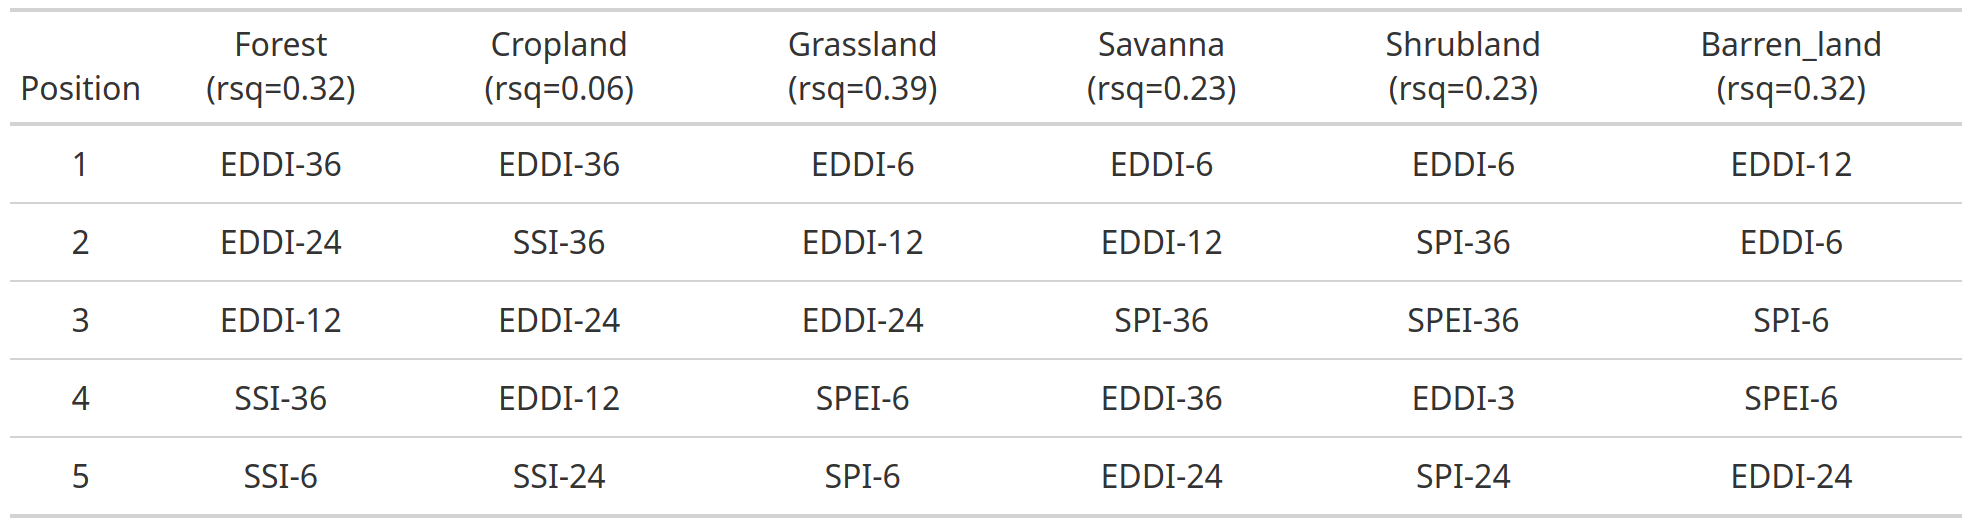 Position Forest (rsq=0.32) Cropland (rsq=0.06) Grassland (rsq=0.39) Savanna (rsq=0.23) Shrubland (rsq=0.23) Barren_land (rsq=0.32)
1 EDDI-36 EDDI-36 EDDI-6 EDDI-6 EDDI-6 EDDI-12
2 EDDI-24 SSI-36 EDDI-12 EDDI-12 SPI-36 EDDI-6
3 EDDI-12 EDDI-24 EDDI-24 SPI-36 SPEI-36 SPI-6
4 SSI-36 EDDI-12 SPEI-6 EDDI-36 EDDI-3 SPEI-6
5 SSI-6 SSI-24 SPI-6 EDDI-24 SPI-24 EDDI-24